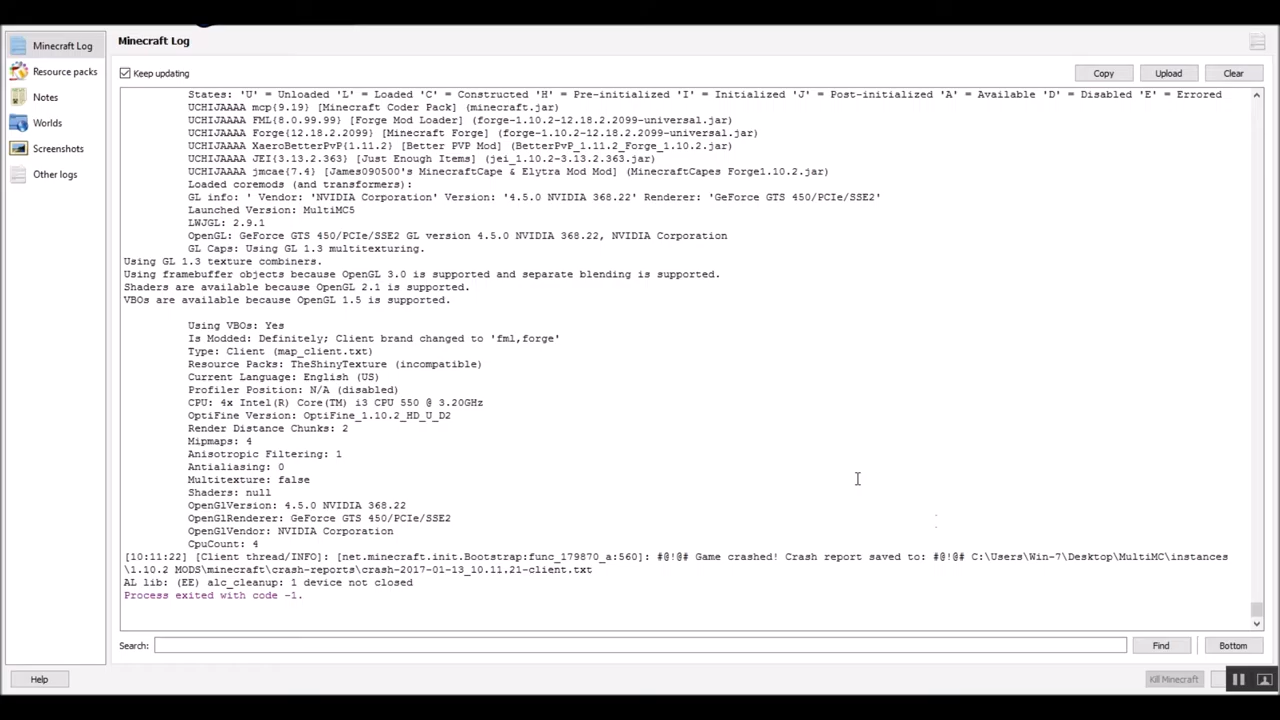 Minecraft Log
Resource packs
Notes
Worlds
Screenshots
Other logs
Minecraft Log
Keep updating
Copy
Upload
Clear
States: 'U' = Unloaded 'L' = Loaded 'C' = Constructed 'H' = Pre-initialized 'I' = Initialized 'J' = Post-initialized 'A' = Available 'D' = Disabled 'E' = Errored
UCHIJAAAA mcp{9.19} [Minecraft Coder Pack] (minecraft.jar)
UCHIJAAAA FML{8.0.99.99} [Forge Mod Loader] (forge-1.10.2-12.18.2.2099-universal.jar)
UCHIJAAAA Forge{12.18.2.2099} [Minecraft Forge] (forge-1.10.2-12.18.2.2099-universal.jar)
UCHIJAAAA XaeroBetterPvP{1.11.2} [Better PVP Mod] (BetterPvP_1.11.2_Forge_1.10.2.jar)
UCHIJAAAA JEI{3.13.2.363} [Just Enough Items] (jei_1.10.2-3.13.2.363.jar)
UCHIJAAAA jmcae{7.4} [James090500's MinecraftCape & Elytra Mod Mod] (MinecraftCapes Forge1.10.2.jar)
Loaded coremods (and transformers):
GL info: ' Vendor: 'NVIDIA Corporation' Version: '4.5.0 NVIDIA 368.22' Renderer: 'GeForce GTS 450/PCIe/SSE2'
Launched Version: MultiMC5
LWJGL: 2.9.1
OpenGL: GeForce GTS 450/PCIe/SSE2 GL version 4.5.0 NVIDIA 368.22, NVIDIA Corporation
GL Caps: Using GL 1.3 multitexturing.
Using GL 1.3 texture combiners.
Using framebuffer objects because OpenGL 3.0 is supported and separate blending is supported.
Shaders are available because OpenGL 2.1 is supported.
VBOs are available because OpenGL 1.5 is supported.
Using VBOs: Yes
Is Modded: Definitely; Client brand changed to 'fml,forge'
Type: Client (map_client.txt)
Resource Packs: TheShinyTexture (incompatible)
Current Language: English (US)
Profiler Position: N/A (disabled)
CPU: 4x Intel(R) Core(TM) i3 CPU 550 @ 3.20GHz
OptiFine Version: OptiFine_1.10.2_HD_U_D2
Render Distance Chunks: 2
Mipmaps: 4
Anisotropic Filtering: 1
Antialiasing: 0
Multitexture: false
Shaders: null
OpenGlVersion: 4.5.0 NVIDIA 368.22
OpenGlRenderer: GeForce GTS 450/PCIe/SSE2
OpenGlVendor: NVIDIA Corporation
CpuCount: 4
[10:11:22] [Client thread/INFO]: [net.minecraft.init.Bootstrap:func_179870_a:560]: #@!@# Game crashed! Crash report saved to: #@!@# C:\Users\Win-7\Desktop\MultiMC\instances
\1.10.2 MODS\minecraft\crash-reports\crash-2017-01-13_10.11.21-client.txt
AL lib: (EE) alc_cleanup: 1 device not closed
Process exited with code -1.
Search:
Find
Bottom
Help
Kill Minecraft